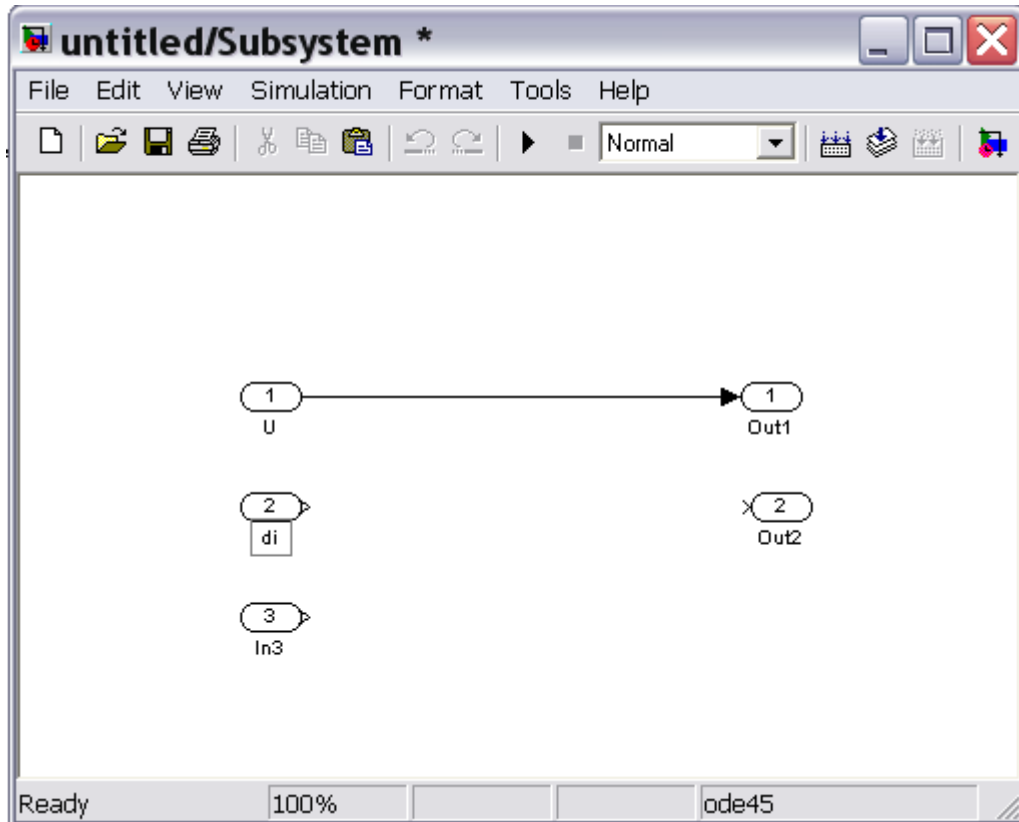 untitled/Subsystem *
File Edit View Simulation Format Tools Help
Normal
1 1
U Out1
2 2
di Out2
3
In3
Ready 100% ode45